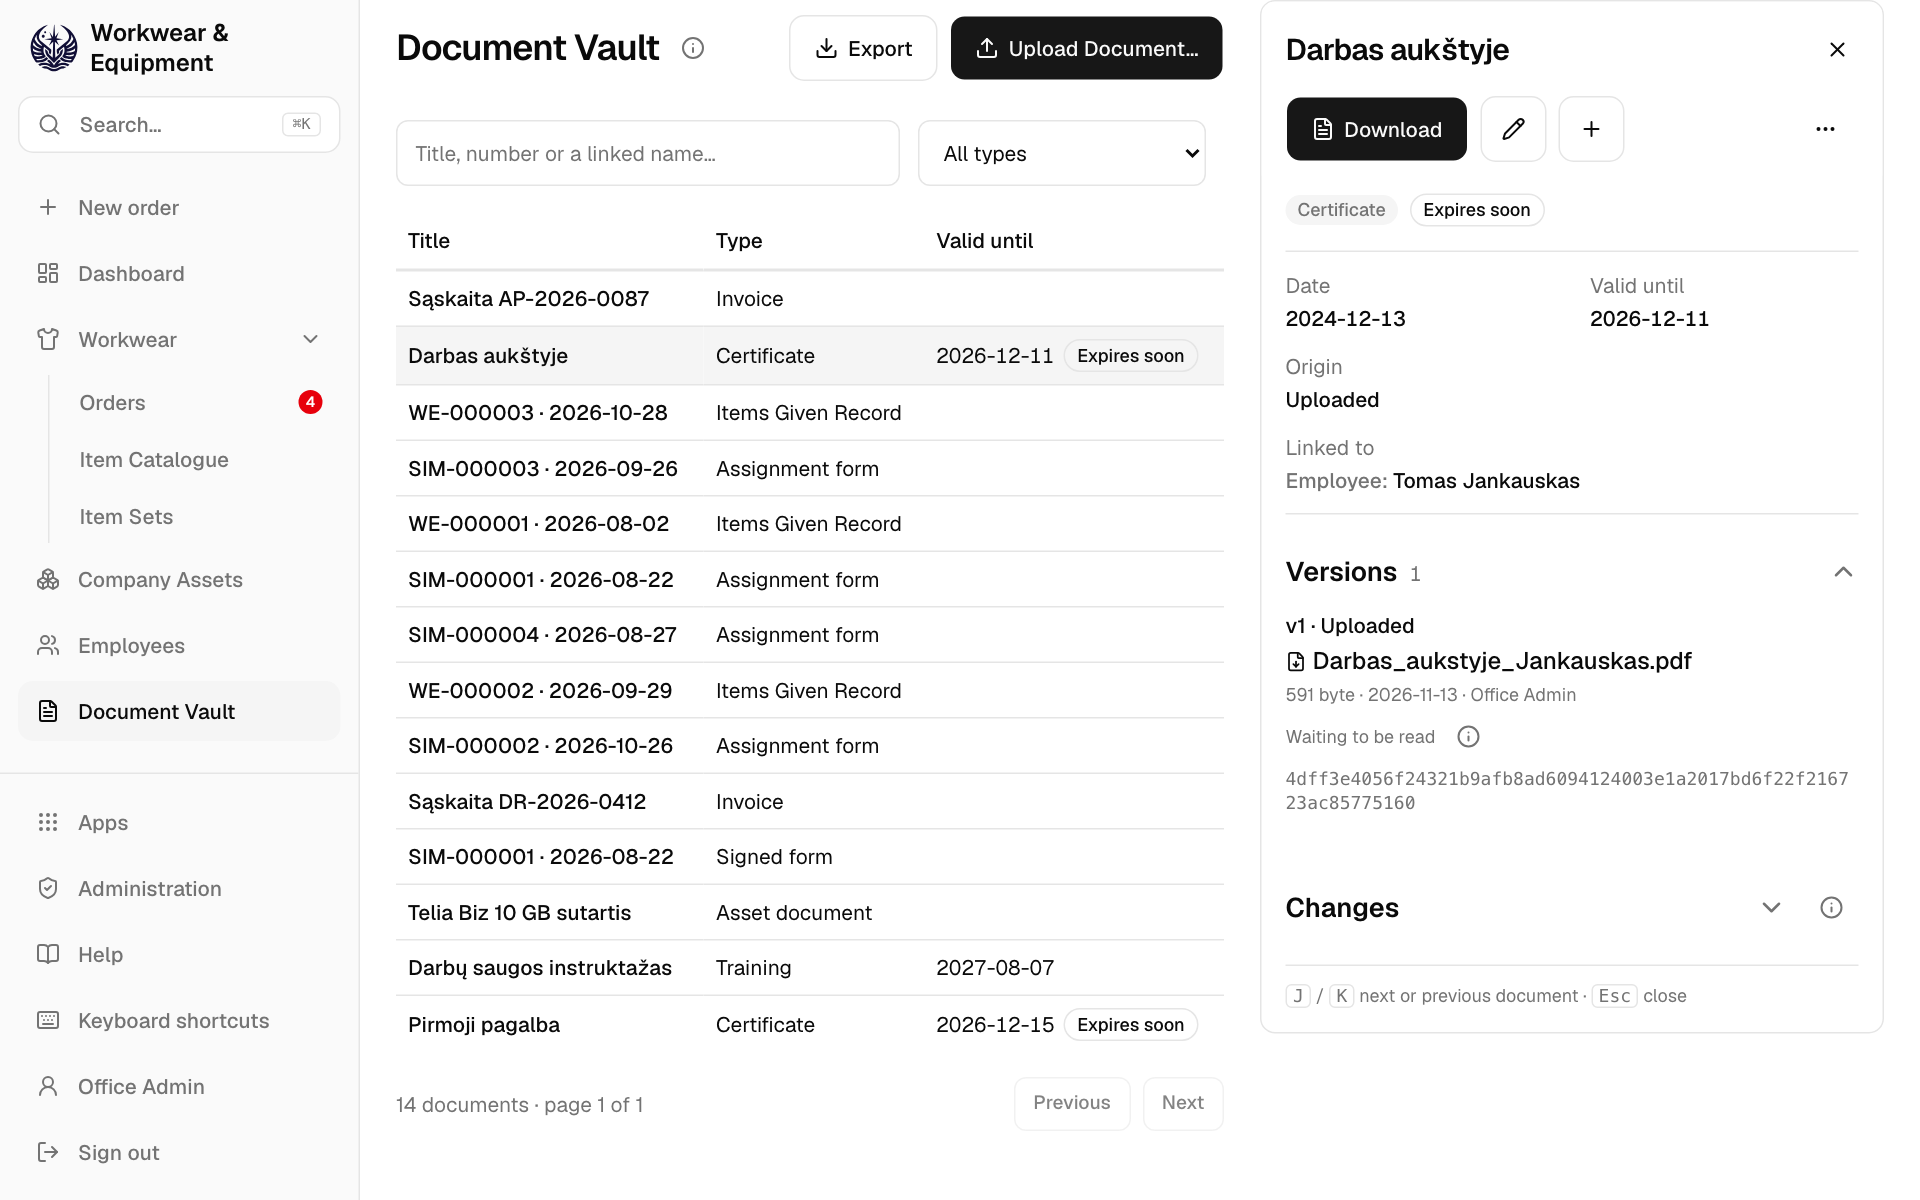 Workwear &
Equipment
Search...
⌘K
New order
Dashboard
Workwear
Orders
4
Item Catalogue
Item Sets
Company Assets
Employees
Document Vault
Apps
Administration
Help
Keyboard shortcuts
Office Admin
Sign out
Document Vault
Export
Upload Document...
Title, number or a linked name...
All types
Title Type Valid until
Sąskaita AP-2026-0087 Invoice
Darbas aukštyje Certificate 2026-12-11 Expires soon
WE-000003 · 2026-10-28 Items Given Record
SIM-000003 · 2026-09-26 Assignment form
WE-000001 · 2026-08-02 Items Given Record
SIM-000001 · 2026-08-22 Assignment form
SIM-000004 · 2026-08-27 Assignment form
WE-000002 · 2026-09-29 Items Given Record
SIM-000002 · 2026-10-26 Assignment form
Sąskaita DR-2026-0412 Invoice
SIM-000001 · 2026-08-22 Signed form
Telia Biz 10 GB sutartis Asset document
Darbų saugos instruktažas Training 2027-08-07
Pirmoji pagalba Certificate 2026-12-15 Expires soon
14 documents · page 1 of 1
Previous
Next
Darbas aukštyje
Download
Certificate Expires soon
Date Valid until
2024-12-13 2026-12-11
Origin
Uploaded
Linked to
Employee: Tomas Jankauskas
Versions 1
v1 · Uploaded
Darbas_aukstyje_Jankauskas.pdf
591 byte · 2026-11-13 · Office Admin
Waiting to be read
4dff3e4056f24321b9afb8ad6094124003e1a2017bd6f22f2167
23ac85775160
Changes
J / K next or previous document · Esc close